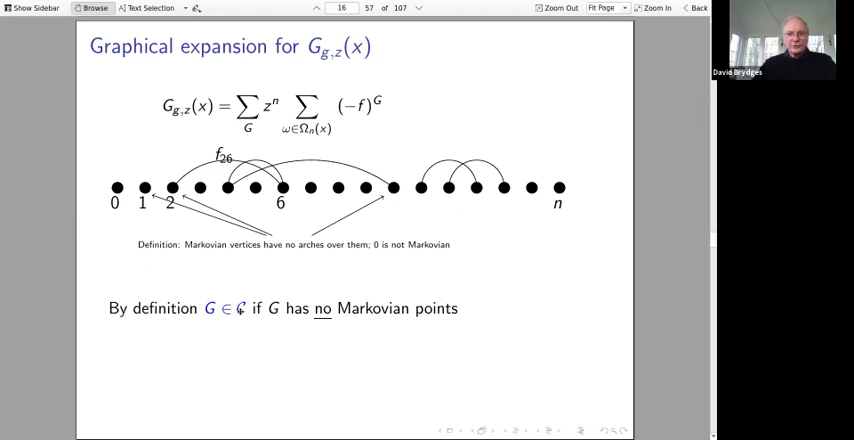 Show Sidebar Browse Text Selection 16 57 of 107 Zoom Out Fit Page Zoom In Back
David Brydges
Graphical expansion for G_{g,z}(x)
G_{g,z}(x) = ∑_G z^n ∑_{ω∈Ω_n(x)} (−f)^G
f_{26}
0 1 2 6 n
Definition: Markovian vertices have no arches over them; 0 is not Markovian
By definition G ∈ 𝒞 if G has no Markovian points